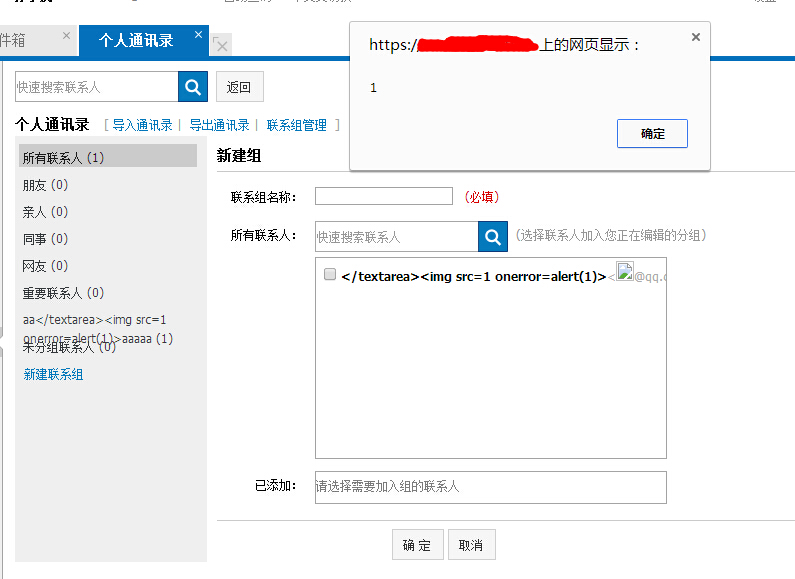 件箱
个人通讯录
https:/ 上的网页显示：
1
确定
快速搜索联系人
返回
个人通讯录 [ 导入通讯录 | 导出通讯录 | 联系组管理 ]
所有联系人 (1)
朋友 (0)
亲人 (0)
同事 (0)
网友 (0)
重要联系人 (0)
aa</textarea><img src=1
onerror=alert(1)>aaaaa (1)
未分组联系人 (0)
新建联系组
新建组
联系组名称： (必填)
所有联系人： 快速搜索联系人 (选择联系人加入您正在编辑的分组)
</textarea><img src=1 onerror=alert(1)><@qq.c
已添加： 请选择需要加入组的联系人
确 定 取消